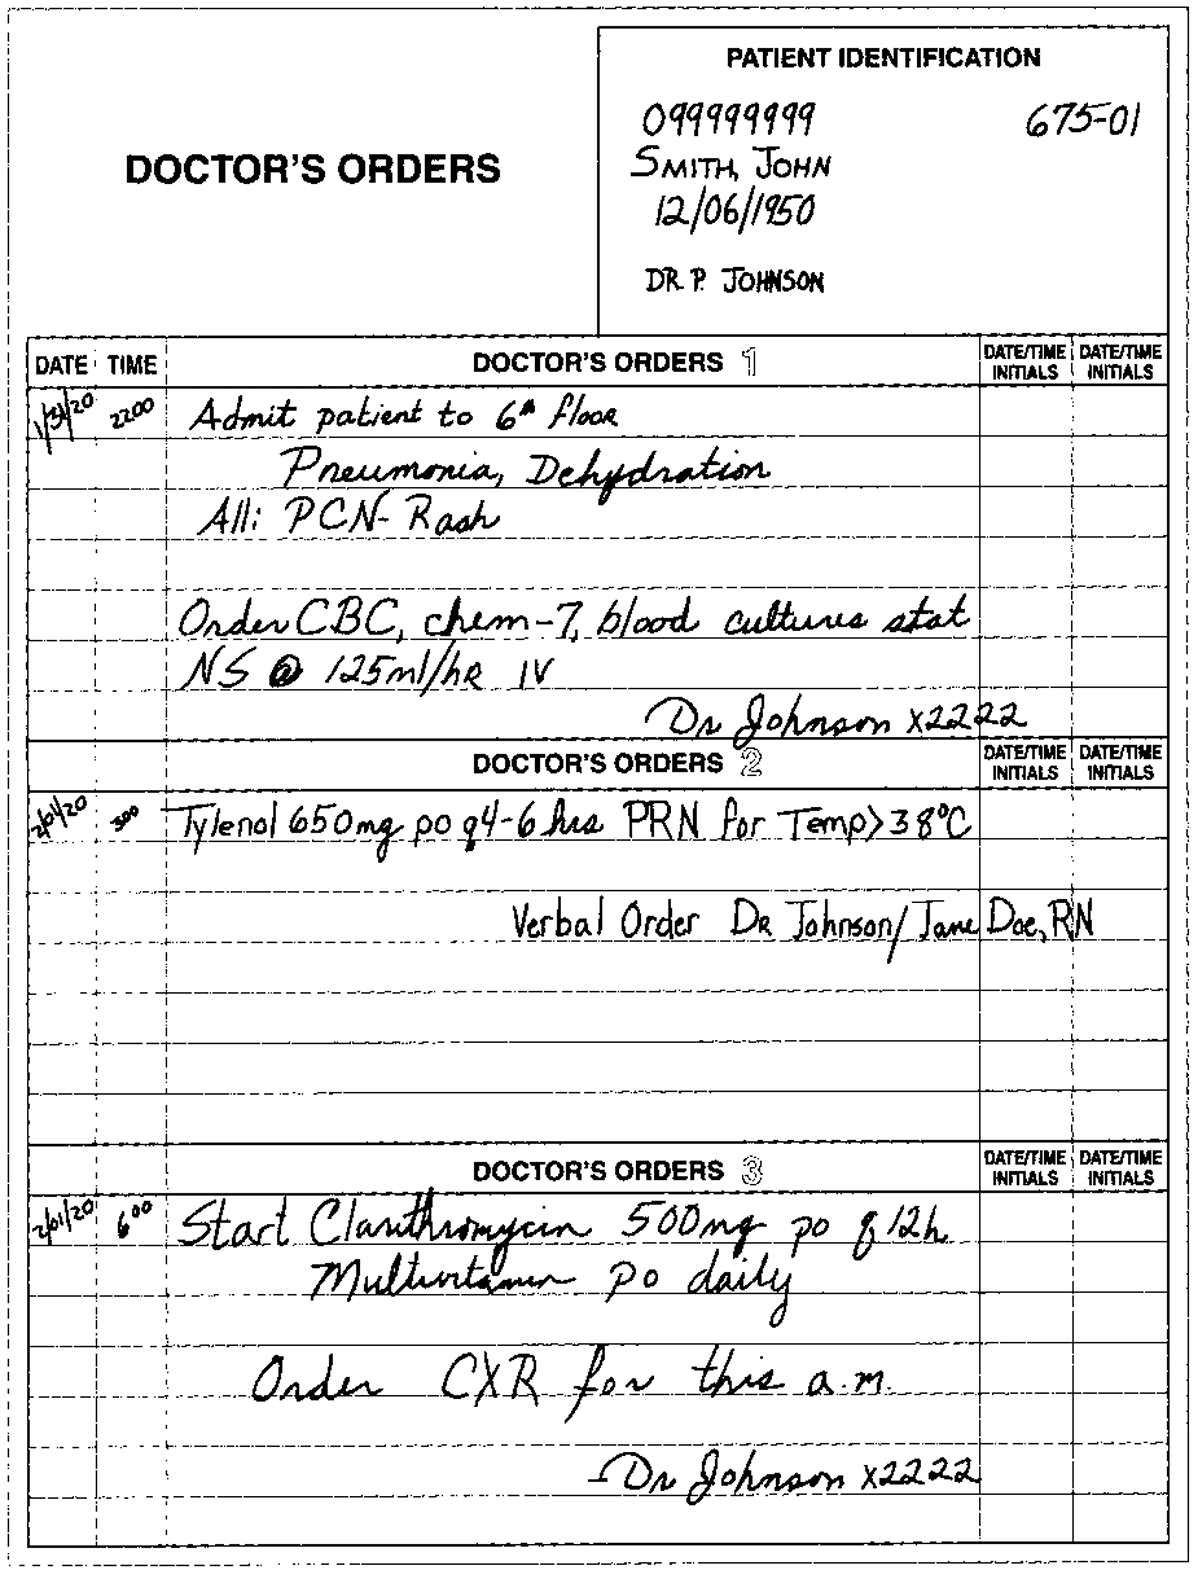 PATIENT IDENTIFICATION
099999999 675-01
SMITH, JOHN
12/06/1950
DR P. JOHNSON
DOCTOR'S ORDERS
DATE TIME DOCTOR'S ORDERS 1 DATE/TIME INITIALS DATE/TIME INITIALS
1/31/20 2200 Admit patient to 6th floor
Pneumonia, Dehydration
All: PCN- Rash
Order CBC, chem-7, blood cultures stat
NS @ 125ml/hr IV
Dr Johnson x2222
DOCTOR'S ORDERS 2 DATE/TIME INITIALS DATE/TIME INITIALS
2/01/20 300 Tylenol 650mg po q4-6 hrs PRN for Temp>38°C
Verbal Order DR Johnson/Jane Doe, RN
DOCTOR'S ORDERS 3 DATE/TIME INITIALS DATE/TIME INITIALS
2/01/20 600 Start Clarithromycin 500mg po q 12h
Multivitamin po daily
Order CXR for this a.m.
Dr Johnson x2222